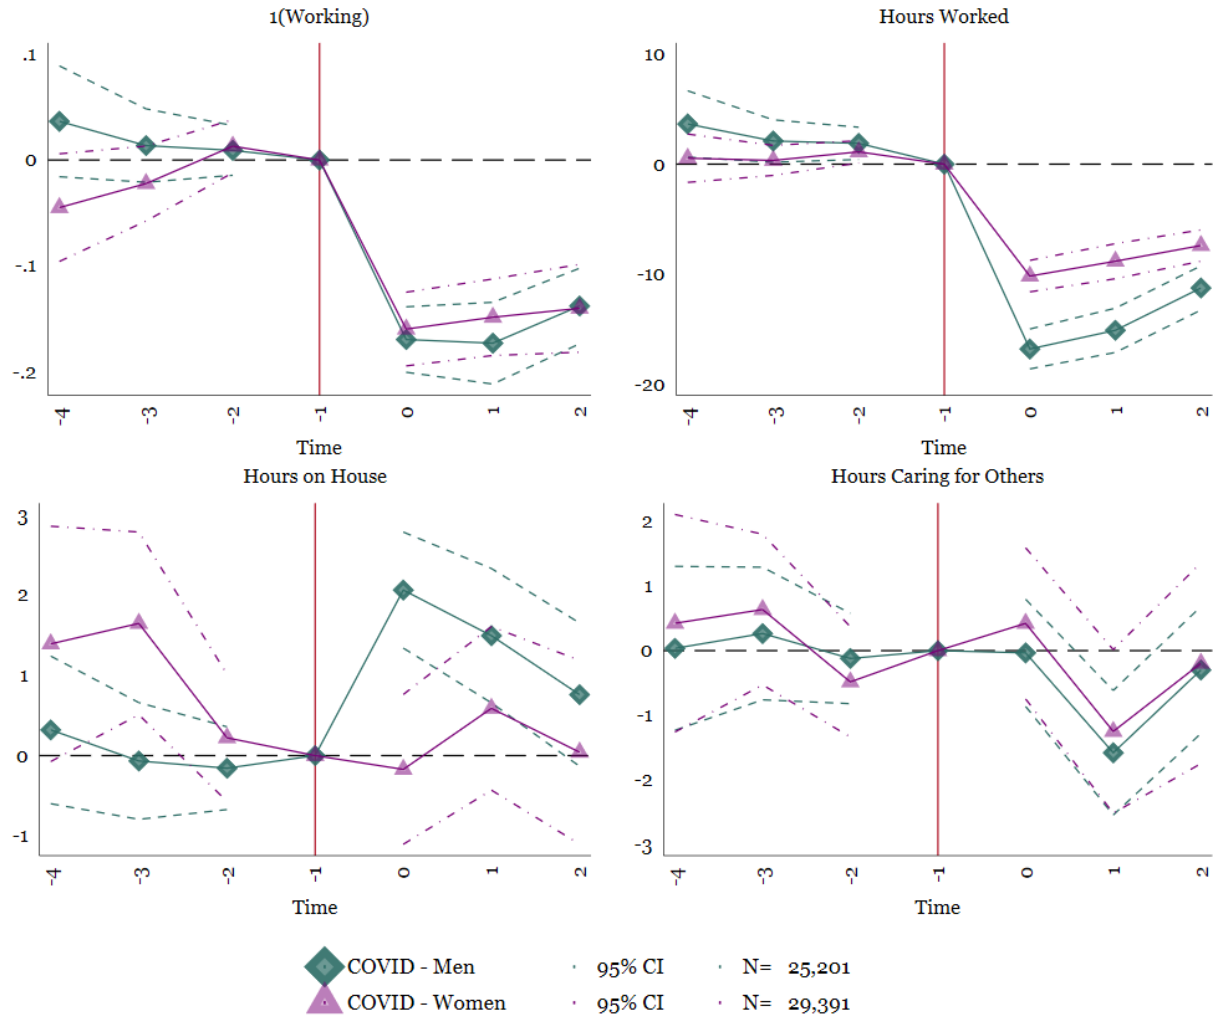 1(Working)
.1
0
-.1
-.2
-4 -3 -2 -1 0 1 2
Time
Hours Worked
10
0
-10
-20
-4 -3 -2 -1 0 1 2
Time
Hours on House
3
2
1
0
-1
-4 -3 -2 -1 0 1 2
Time
Hours Caring for Others
2
1
0
-1
-2
-3
-4 -3 -2 -1 0 1 2
Time
COVID - Men 95% CI N= 25,201
COVID - Women 95% CI N= 29,391